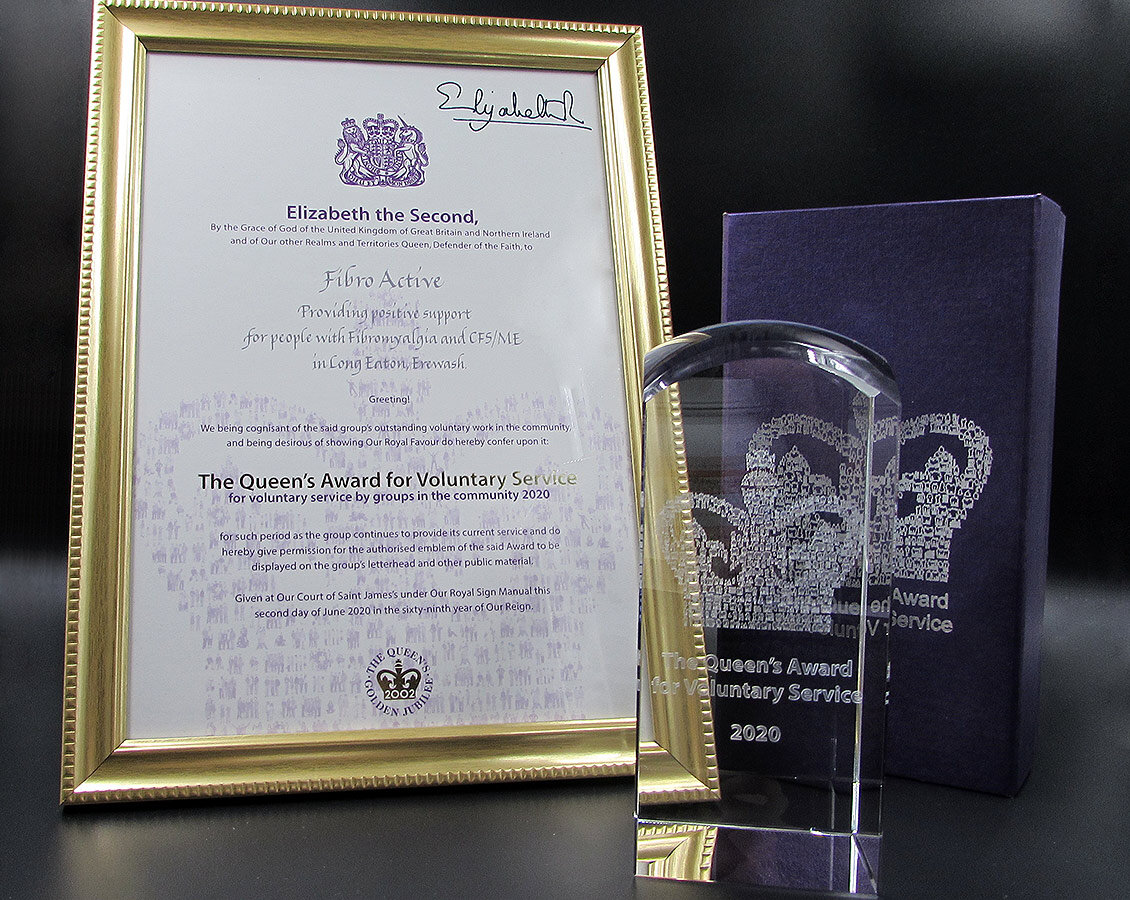 Elizabeth R
Elizabeth the Second,
By the Grace of God of the United Kingdom of Great Britain and Northern Ireland
and of Our other Realms and Territories Queen, Defender of the Faith, to
Fibro Active
Providing positive support
for people with Fibromyalgia and CFS/ME
in Long Eaton, Erewash.
Greeting!
We being cognisant of the said group's outstanding voluntary work in the community,
and being desirous of showing Our Royal Favour do hereby confer upon it:
The Queen's Award for Voluntary Service
for voluntary service by groups in the community 2020
for such period as the group continues to provide its current service and do
hereby give permission for the authorised emblem of the said Award to be
displayed on the group's letterhead and other public material.
Given at Our Court of Saint James's under Our Royal Sign Manual this
second day of June 2020 in the sixty-ninth year of Our Reign.
THE QUEEN'S
2002
GOLDEN JUBILEE
The Queen's Award
for Voluntary Service
2020
Award
Service